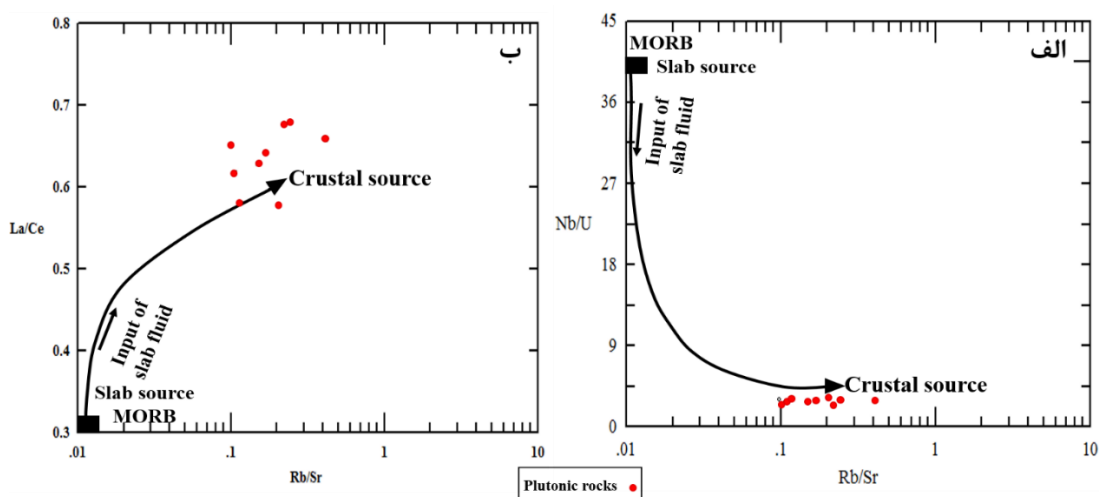 ب
0.8
0.7
0.6
0.5
0.4
0.3
La/Ce
Crustal source
Input of
slab fluid
Slab source
MORB
.01
.1
1
10
Rb/Sr
الف
45
36
27
18
9
0
Nb/U
MORB
Slab source
Input of
slab fluid
Crustal source
.01
.1
1
10
Rb/Sr
Plutonic rocks